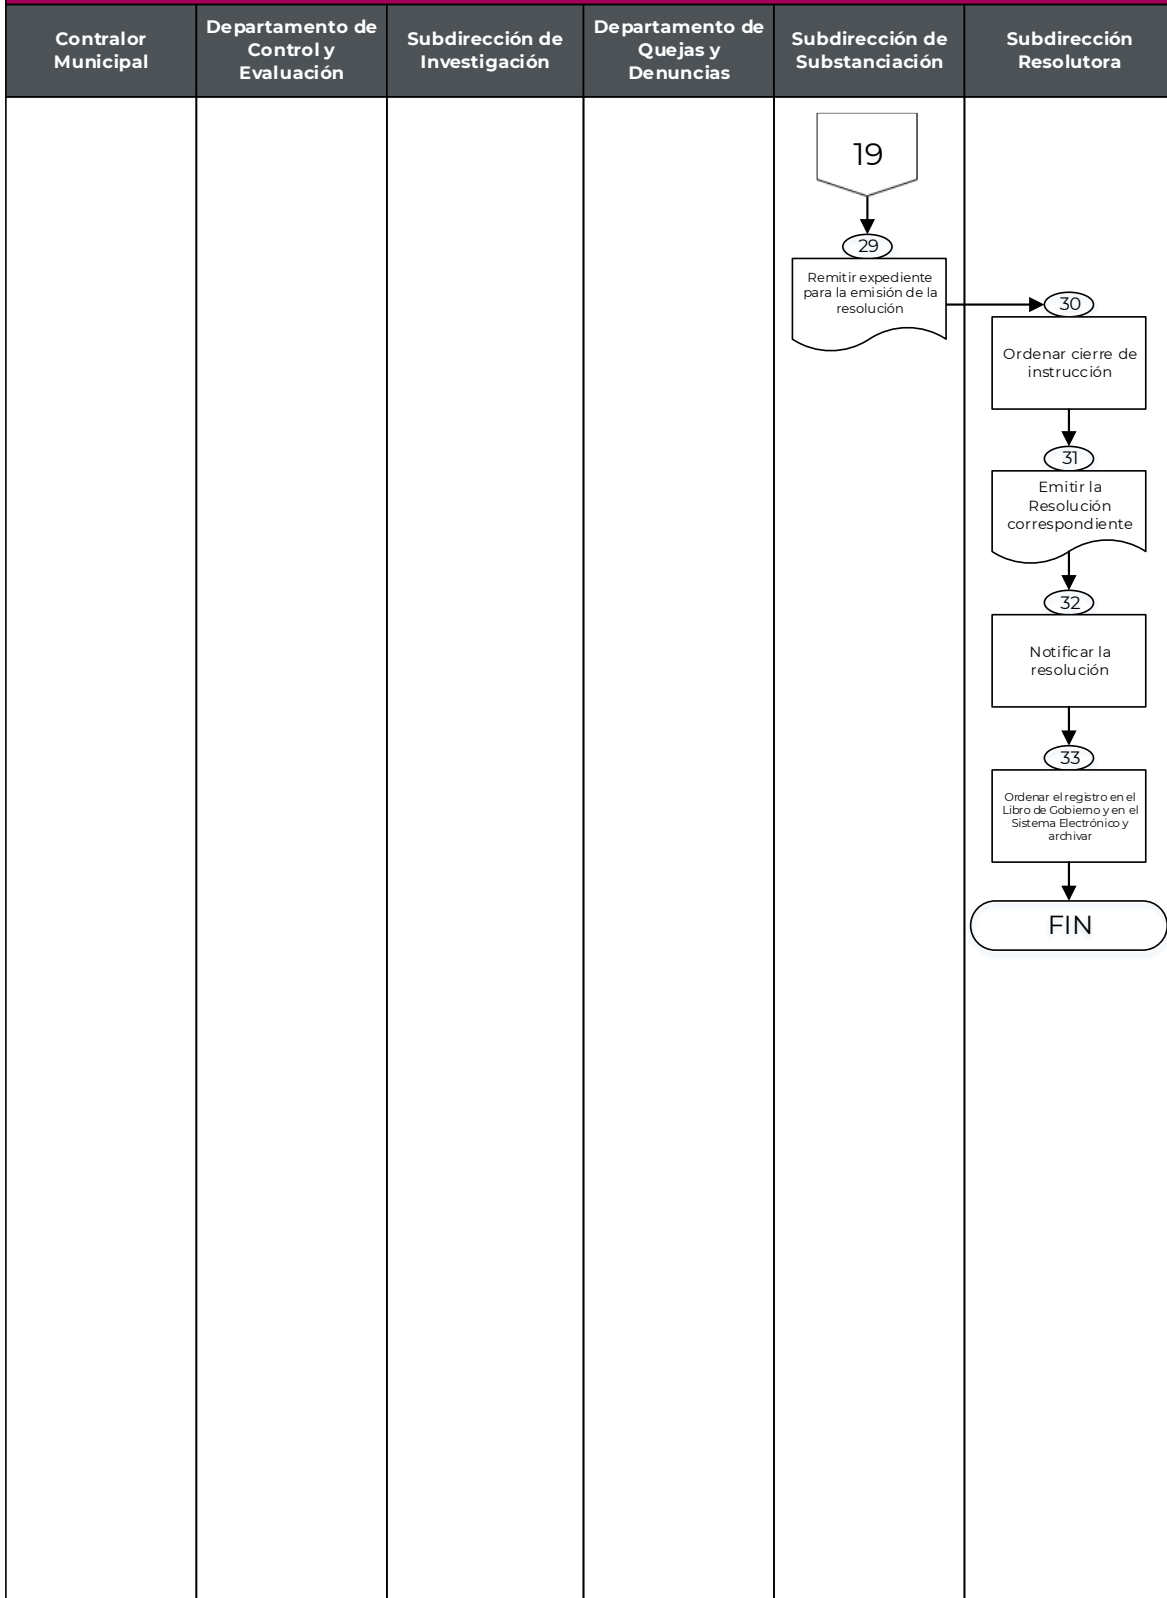 Contralor
Municipal
Departamento de
Control y
Evaluación
Subdirección de
Investigación
Departamento de
Quejas y
Denuncias
Subdirección de
Substanciación
Subdirección
Resolutora
19
29
Remitir expediente
para la emisión de la
resolución
30
Ordenar cierre de
instrucción
31
Emitir la
Resolución
correspondiente
32
Notificar la
resolución
33
Ordenar el registro en el
Libro de Gobierno y en el
Sistema Electrónico y
archivar
FIN